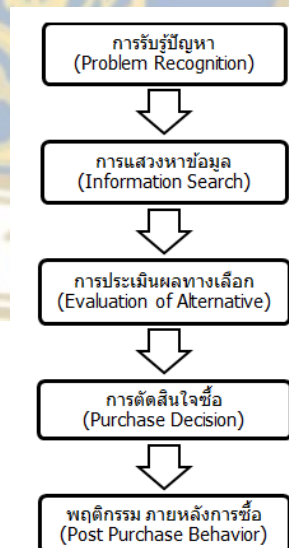 การรับรู้ปัญหา
(Problem Recognition)
การแสวงหาข้อมูล
(Information Search)
การประเมินผลทางเลือก
(Evaluation of Alternative)
การตัดสินใจซื้อ
(Purchase Decision)
พฤติกรรม ภายหลังการซื้อ
(Post Purchase Behavior)